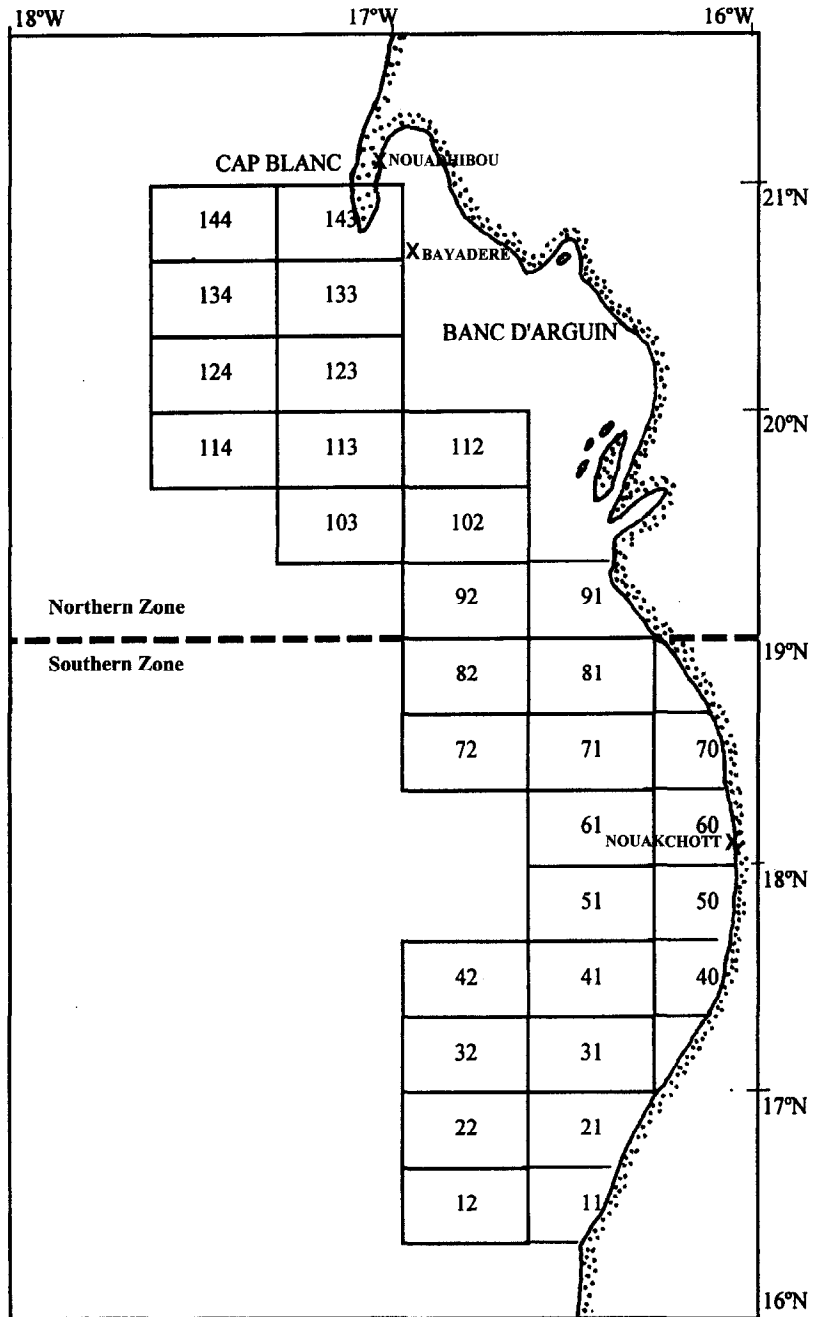 18°W 17°W 16°W
CAP BLANC
NOUADHIBOU
21°N
144 143
BAYADERE
134 133
BANC D'ARGUIN
124 123
20°N
114 113 112
103 102
92 91
Northern Zone
19°N
Southern Zone
82 81
72 71 70
61 60
NOUAKCHOTT
18°N
51 50
42 41 40
32 31
17°N
22 21
12 11
16°N